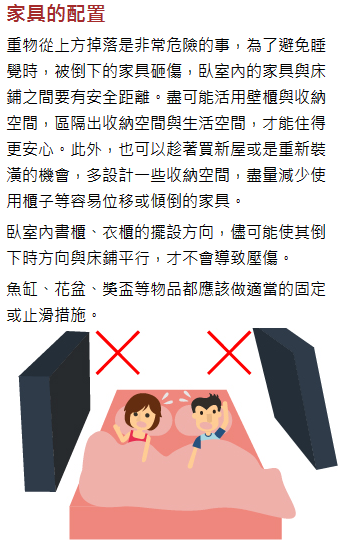 家具的配置
重物從上方掉落是非常危險的事，為了避免睡
覺時，被倒下的家具砸傷，臥室內的家具與床
鋪之間要有安全距離。盡可能活用壁櫃與收納
空間，區隔出收納空間與生活空間，才能住得
更安心。此外，也可以趁著買新屋或是重新裝
潢的機會，多設計一些收納空間，盡量減少使
用櫃子等容易位移或傾倒的家具。
臥室內書櫃、衣櫃的擺設方向，儘可能使其倒
下時方向與床鋪平行，才不會導致壓傷。
魚缸、花盆、獎盃等物品都應該做適當的固定
或止滑措施。